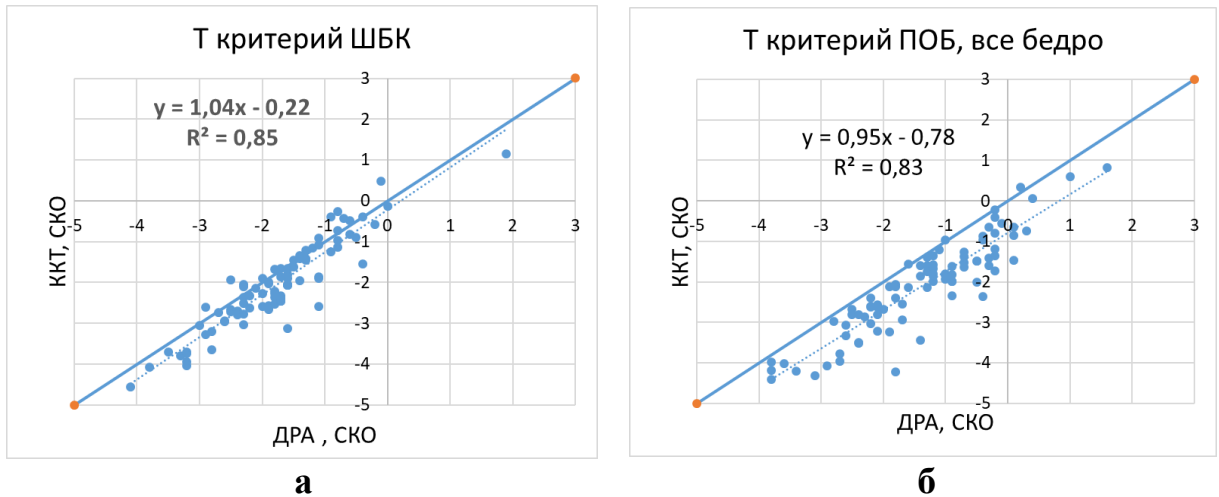 Т критерий ШБК
y = 1,04x - 0,22
R² = 0,85
3
2
1
0
-1
-2
-3
-4
-5
-5 -4 -3 -2 -1 0 1 2 3
ККТ, СКО
ДРА , СКО
а
Т критерий ПОБ, все бедро
y = 0,95x - 0,78
R² = 0,83
3
2
1
0
-1
-2
-3
-4
-5
-5 -4 -3 -2 -1 0 1 2 3
ККТ, СКО
ДРА, СКО
б